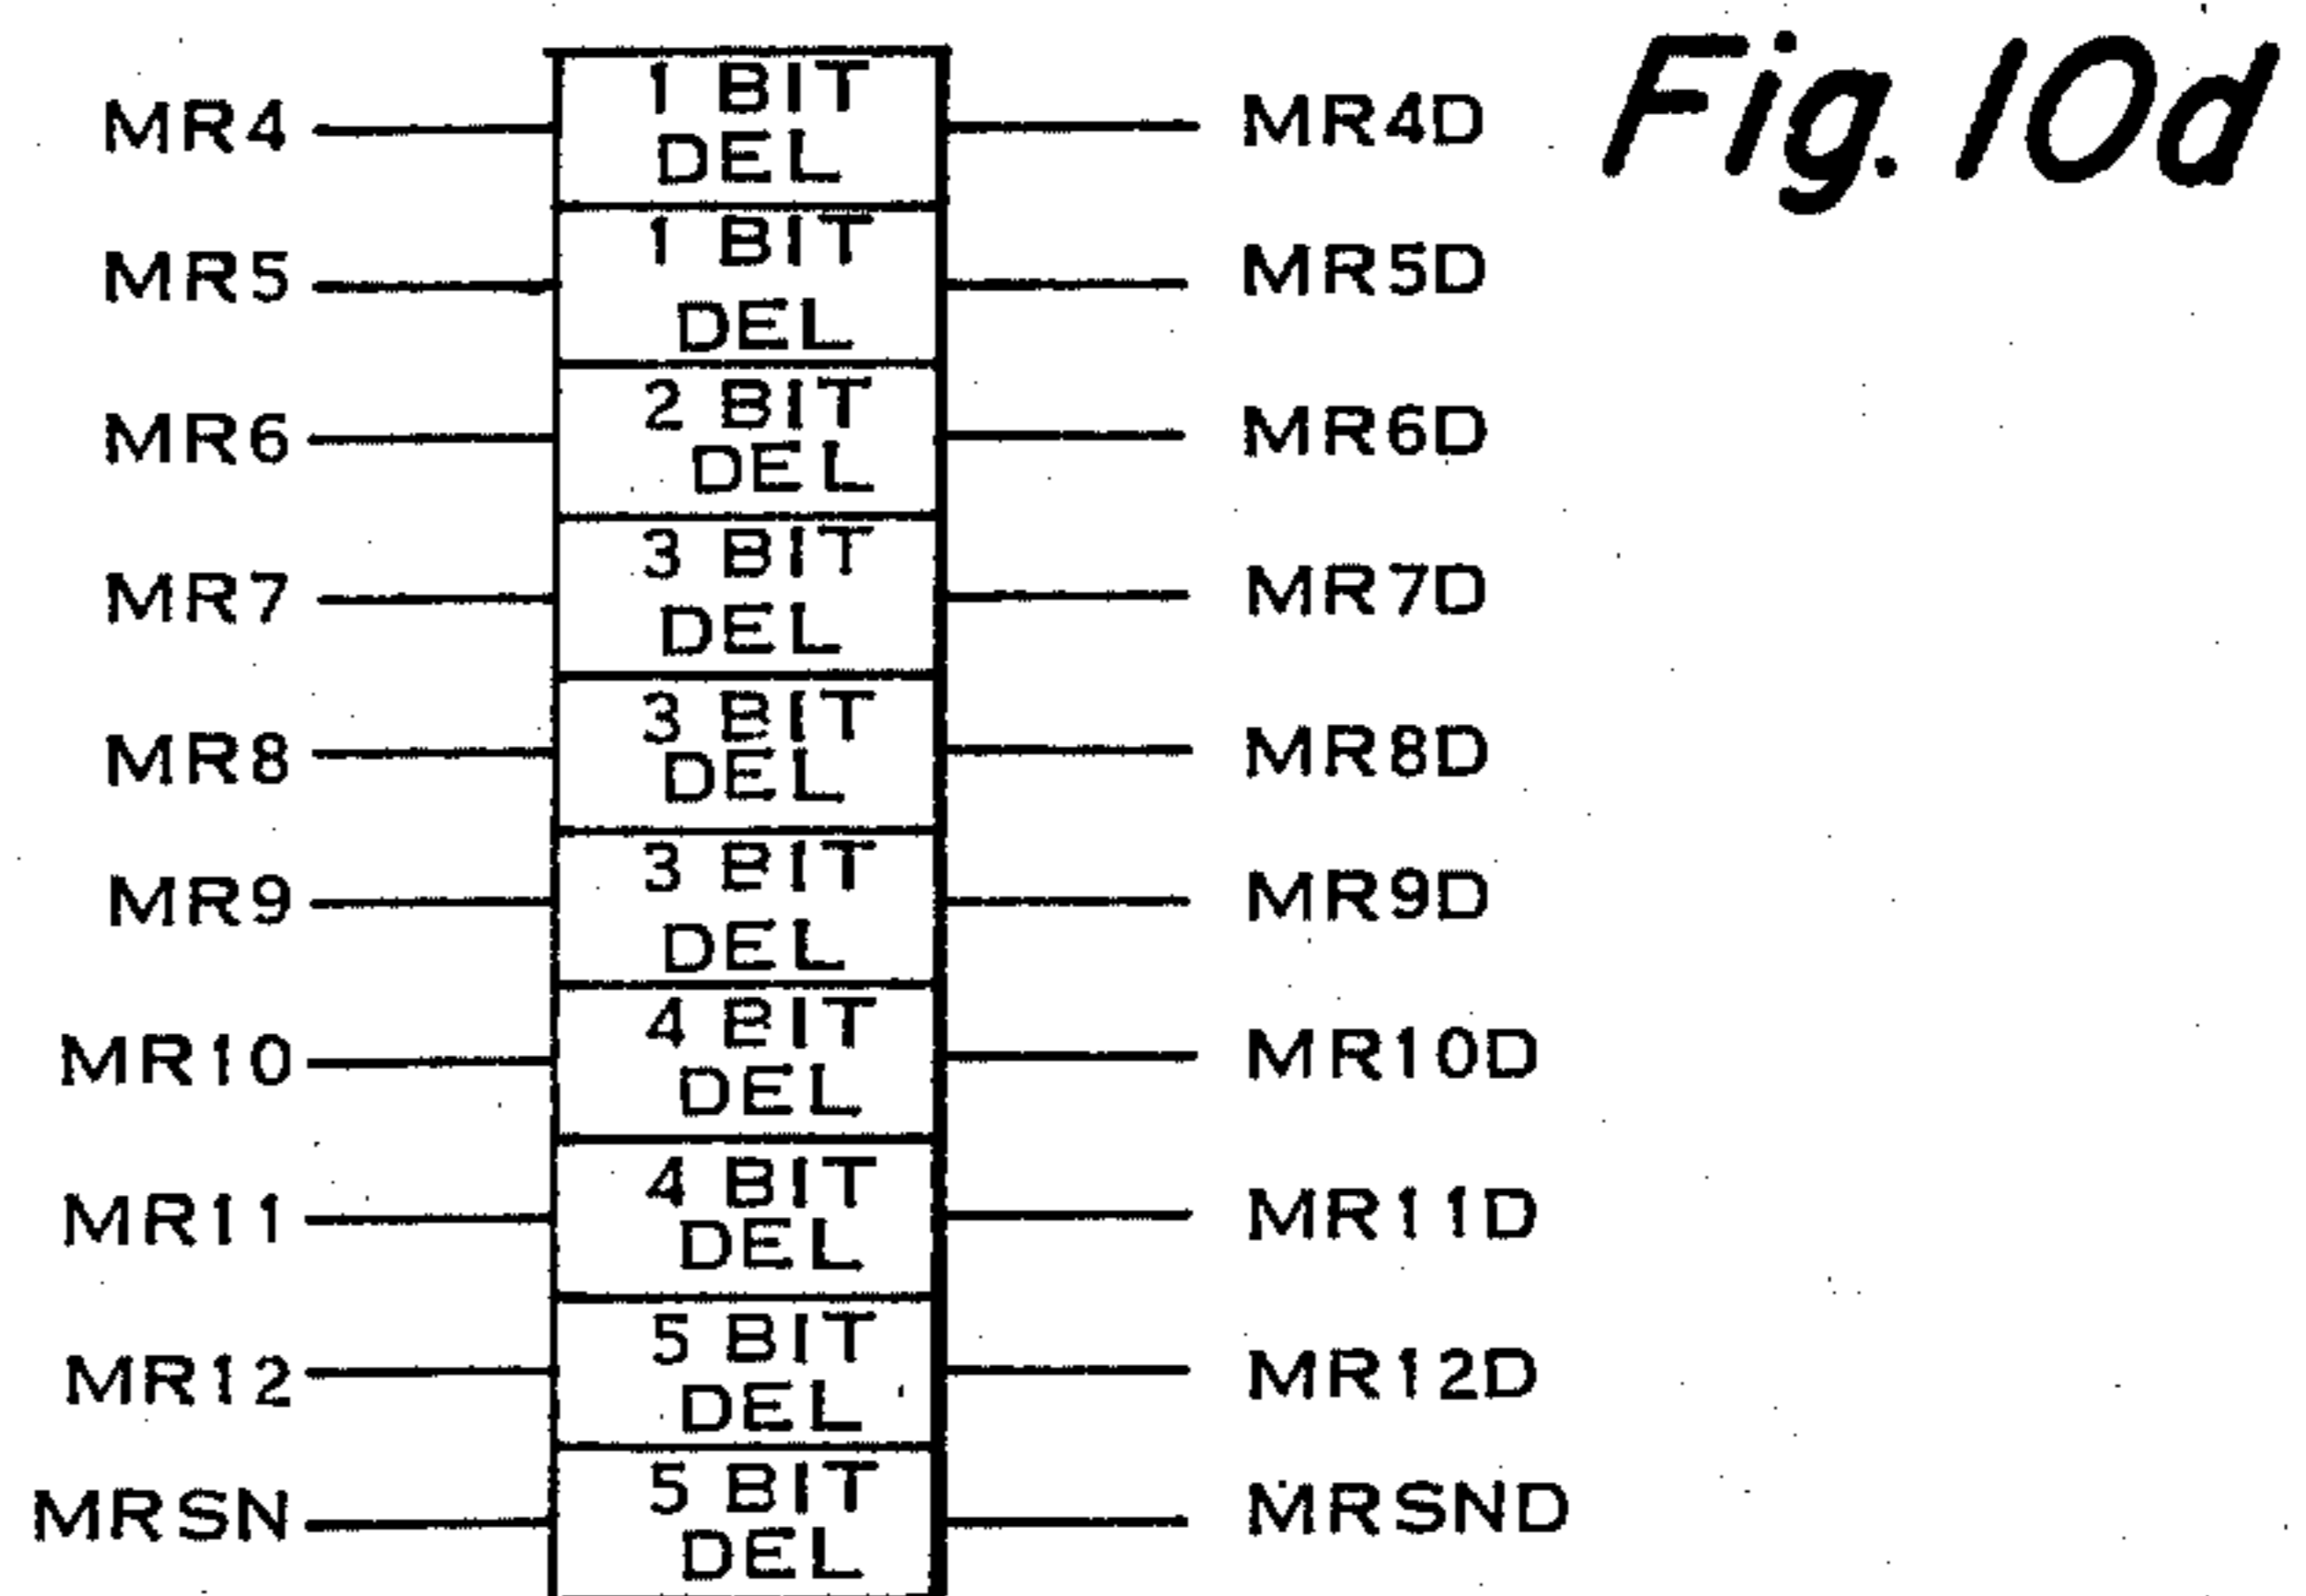 Fig. 10d
MR4 1 BIT DEL MR4D
MR5 1 BIT DEL MR5D
MR6 2 BIT DEL MR6D
MR7 3 BIT DEL MR7D
MR8 3 BIT DEL MR8D
MR9 3 BIT DEL MR9D
MR10 4 BIT DEL MR10D
MR11 4 BIT DEL MR11D
MR12 5 BIT DEL MR12D
MRSN 5 BIT DEL MRSND